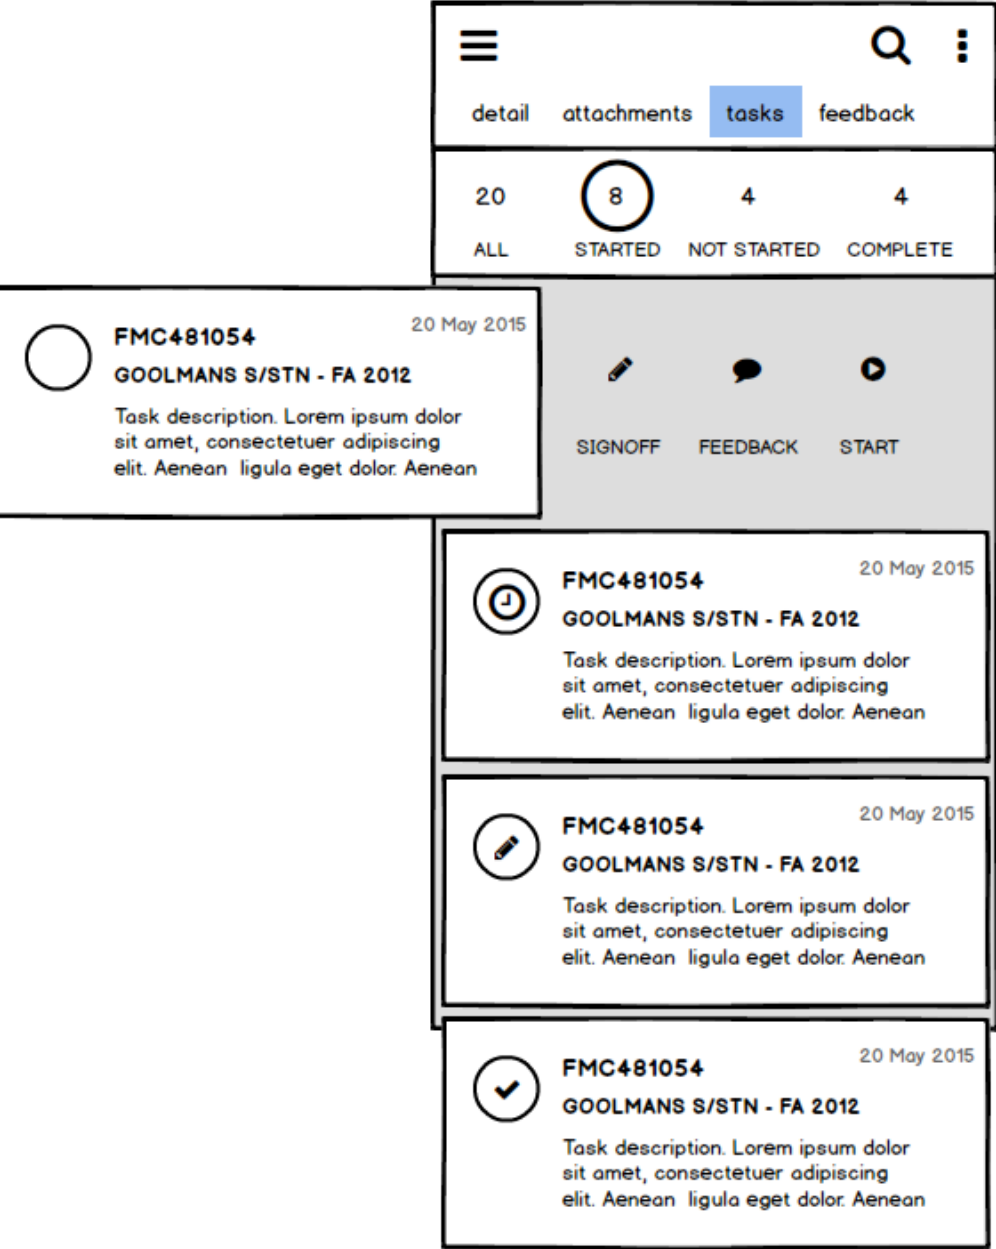 detail attachments tasks feedback
20 8 4 4
ALL STARTED NOT STARTED COMPLETE
FMC481054 20 May 2015
GOOLMANS S/STN - FA 2012
Task description. Lorem ipsum dolor
sit amet, consectetuer adipiscing
elit. Aenean ligula eget dolor. Aenean
SIGNOFF FEEDBACK START
FMC481054 20 May 2015
GOOLMANS S/STN - FA 2012
Task description. Lorem ipsum dolor
sit amet, consectetuer adipiscing
elit. Aenean ligula eget dolor. Aenean
FMC481054 20 May 2015
GOOLMANS S/STN - FA 2012
Task description. Lorem ipsum dolor
sit amet, consectetuer adipiscing
elit. Aenean ligula eget dolor. Aenean
FMC481054 20 May 2015
GOOLMANS S/STN - FA 2012
Task description. Lorem ipsum dolor
sit amet, consectetuer adipiscing
elit. Aenean ligula eget dolor. Aenean